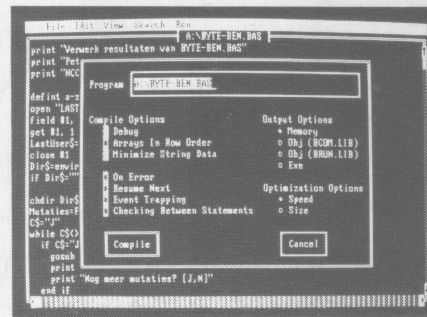 File Edit View Search Run
A:\BYTE-BEN.BAS
print "Verwerk resultaten van BYTE-BEN.BAS"
print "Pet
print "HCC
Program a:\BYTE-BEN.BAS
defint a-z
open "LAST
field #1,
get #1, 1
LastUser$=
close #1
Dir$=envir
if Dir$=""
chdir Dir$
Mutaties=F
C$="J"
while C$<>
if C$="J
gosub
print
print "Nog meer mutaties? [J,N]"
end if
Compile Options
Debug
Arrays In Row Order
Minimize String Data
On Error
Resume Next
Event Trapping
Checking Between Statements
Output Options
Memory
Obj (BCOM.LIB)
Obj (BRUN.LIB)
Exe
Optimization Options
Speed
Size
Compile
Cancel